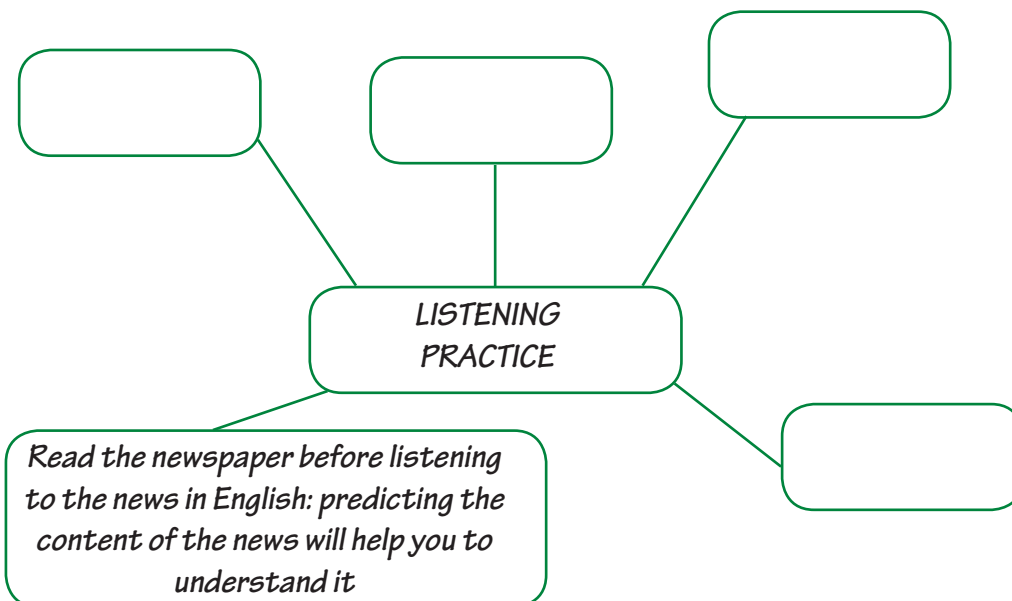 LISTENING
PRACTICE
Read the newspaper before listening
to the news in English: predicting the
content of the news will help you to
understand it